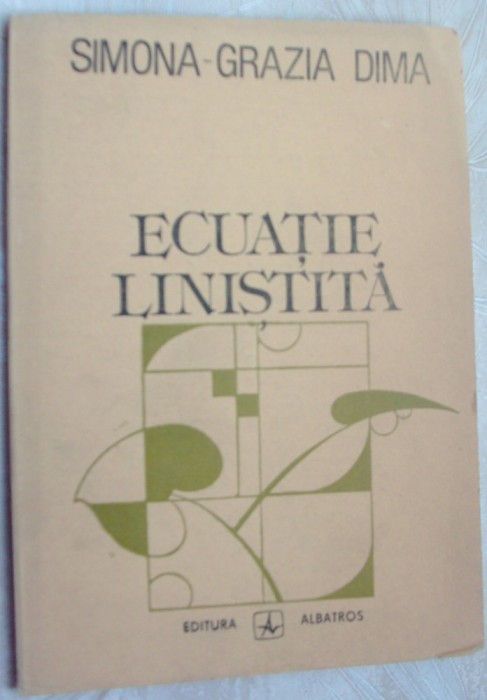 SIMONA-GRAZIA DIMA
ECUAȚIE
LINIȘTITĂ
EDITURA ALBATROS